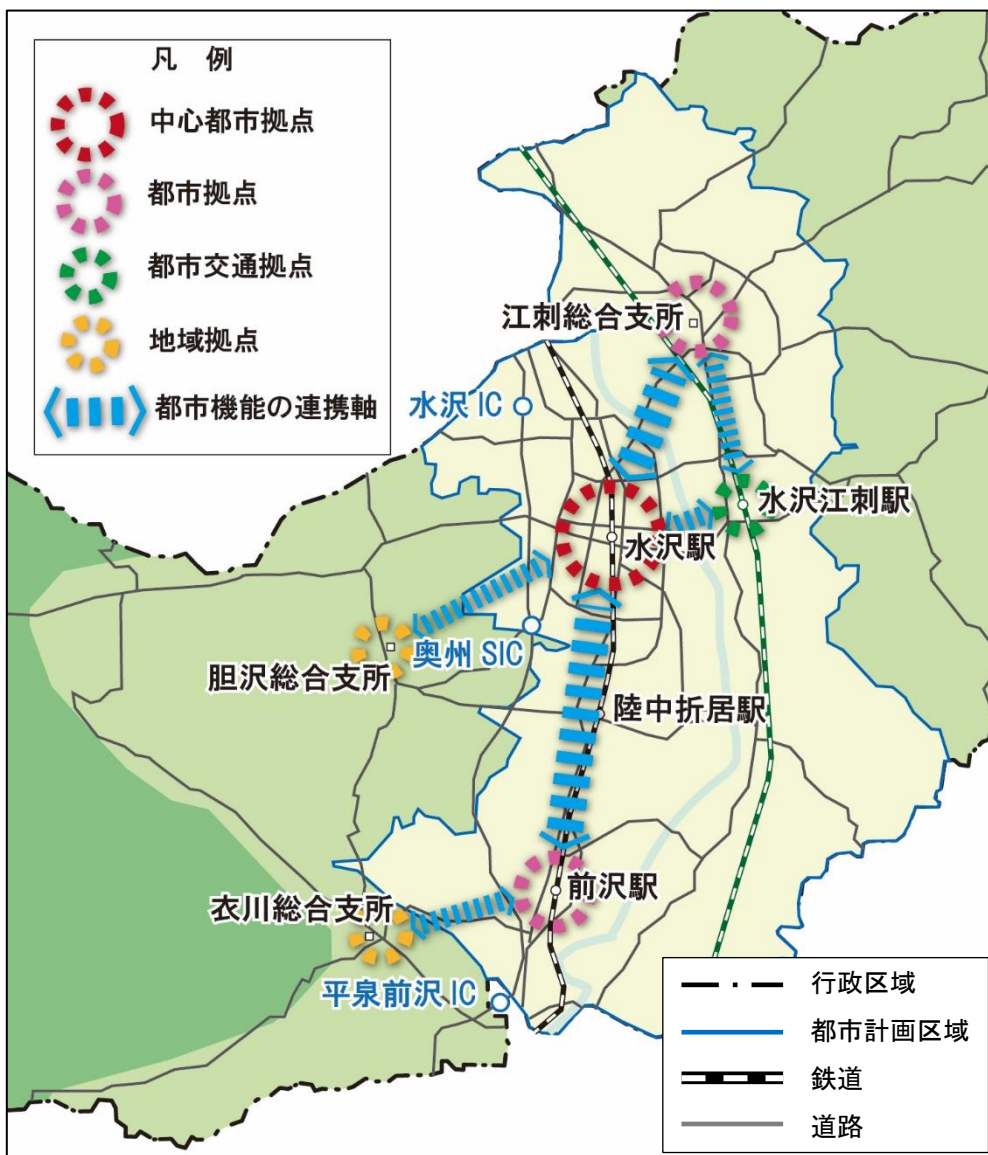 凡 例
中心都市拠点
都市拠点
都市交通拠点
地域拠点
都市機能の連携軸
江刺総合支所
水沢 IC
水沢江刺駅
水沢駅
奥州 SIC
胆沢総合支所
陸中折居駅
前沢駅
衣川総合支所
平泉前沢 IC
行政区域
都市計画区域
鉄道
道路